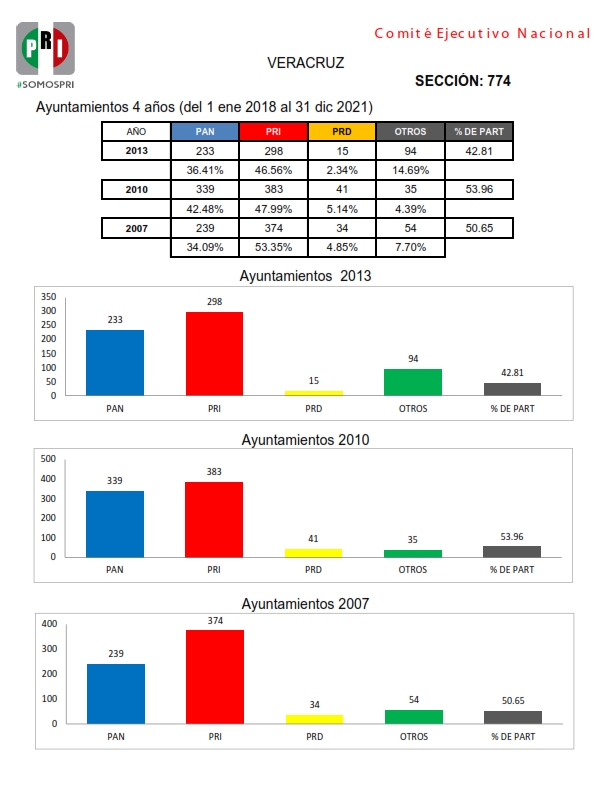 Comité Ejecutivo Nacional
PRI
#SOMOSPRI
VERACRUZ
SECCIÓN: 774
Ayuntamientos 4 años (del 1 ene 2018 al 31 dic 2021)
AÑO PAN PRI PRD OTROS % DE PART
2013 233 298 15 94 42.81
36.41% 46.56% 2.34% 14.69%
2010 339 383 41 35 53.96
42.48% 47.99% 5.14% 4.39%
2007 239 374 34 54 50.65
34.09% 53.35% 4.85% 7.70%
Ayuntamientos 2013
350
300
250
200
150
100
50
0
233 298 15 94 42.81
PAN PRI PRD OTROS % DE PART
Ayuntamientos 2010
500
400
300
200
100
0
339 383 41 35 53.96
PAN PRI PRD OTROS % DE PART
Ayuntamientos 2007
400
300
200
100
0
239 374 34 54 50.65
PAN PRI PRD OTROS % DE PART